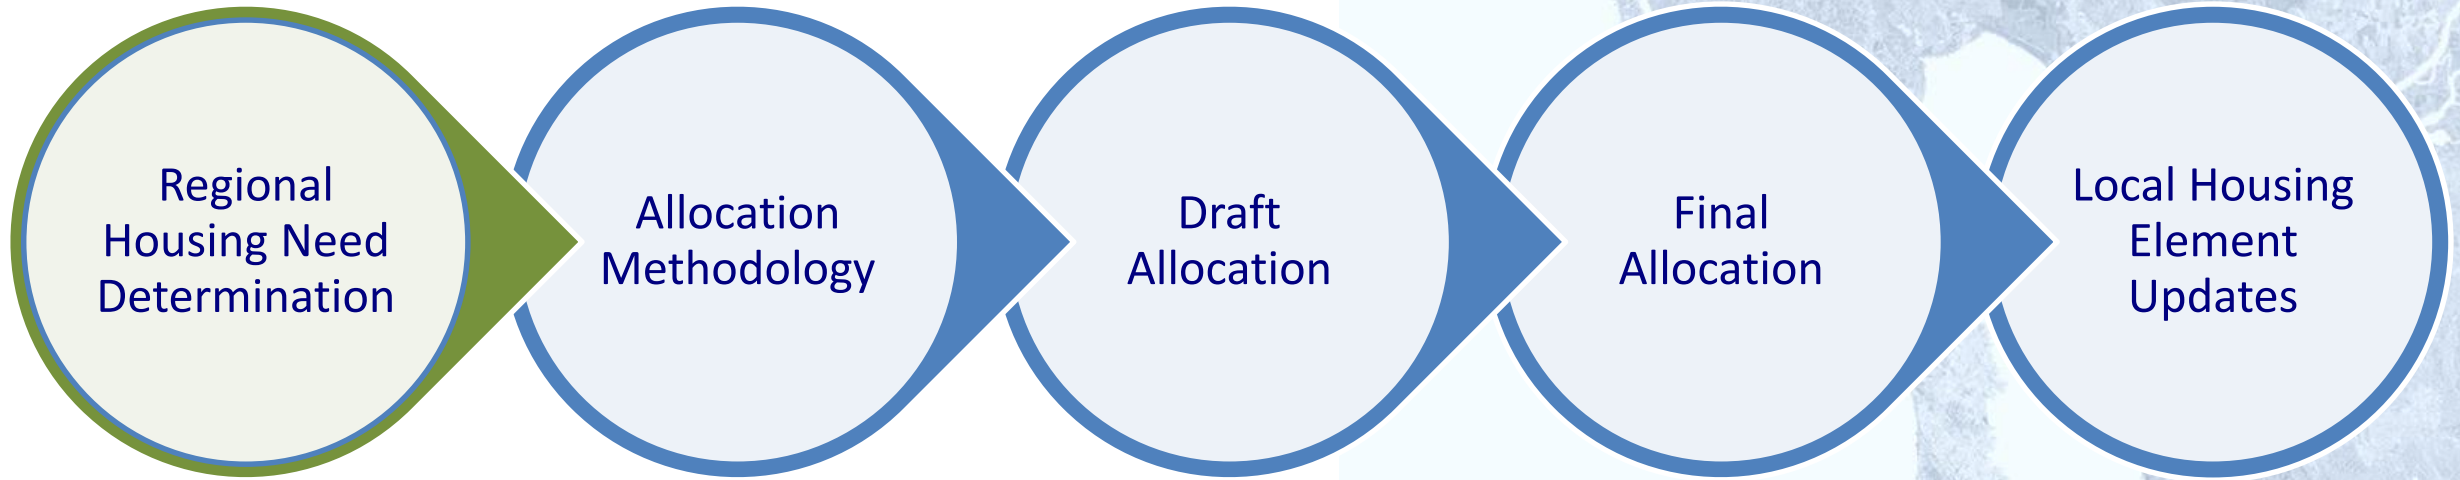 Regional
Housing Need
Determination
Allocation
Methodology
Draft
Allocation
Final
Allocation
Local Housing
Element
Updates